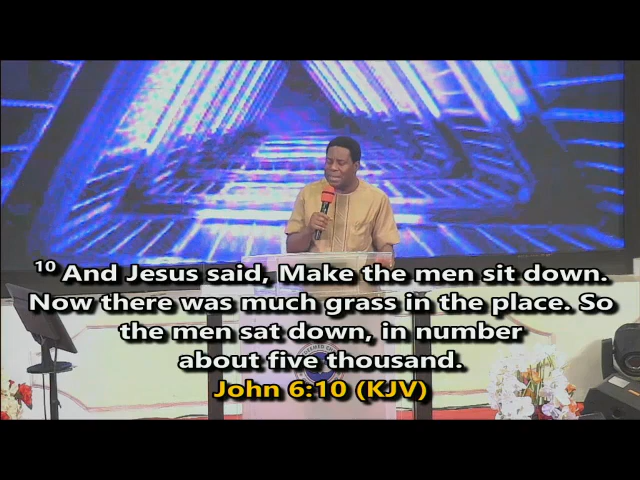 10 And Jesus said, Make the men sit down.
Now there was much grass in the place. So
the men sat down, in number
about five thousand.
John 6:10 (KJV)